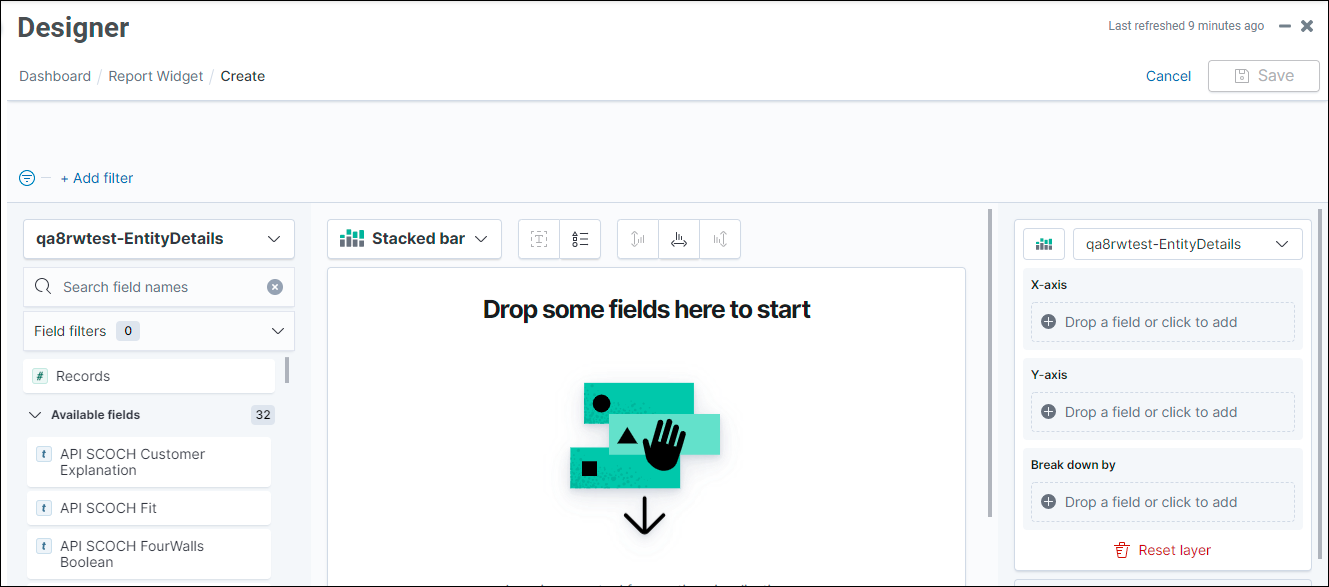 Designer
Last refreshed 9 minutes ago
Dashboard / Report Widget / Create
Cancel
Save
+ Add filter
qa8rwtest-EntityDetails
Search field names
Field filters 0
# Records
Available fields 32
t API SCOCH Customer
Explanation
t API SCOCH Fit
t API SCOCH FourWalls
Boolean
Stacked bar
Drop some fields here to start
qa8rwtest-EntityDetails
X-axis
Drop a field or click to add
Y-axis
Drop a field or click to add
Break down by
Drop a field or click to add
Reset layer